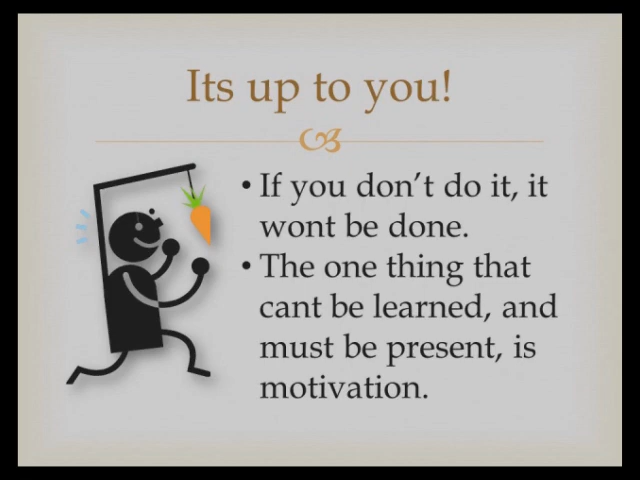 Its up to you!
• If you don't do it, it
wont be done.
• The one thing that
cant be learned, and
must be present, is
motivation.